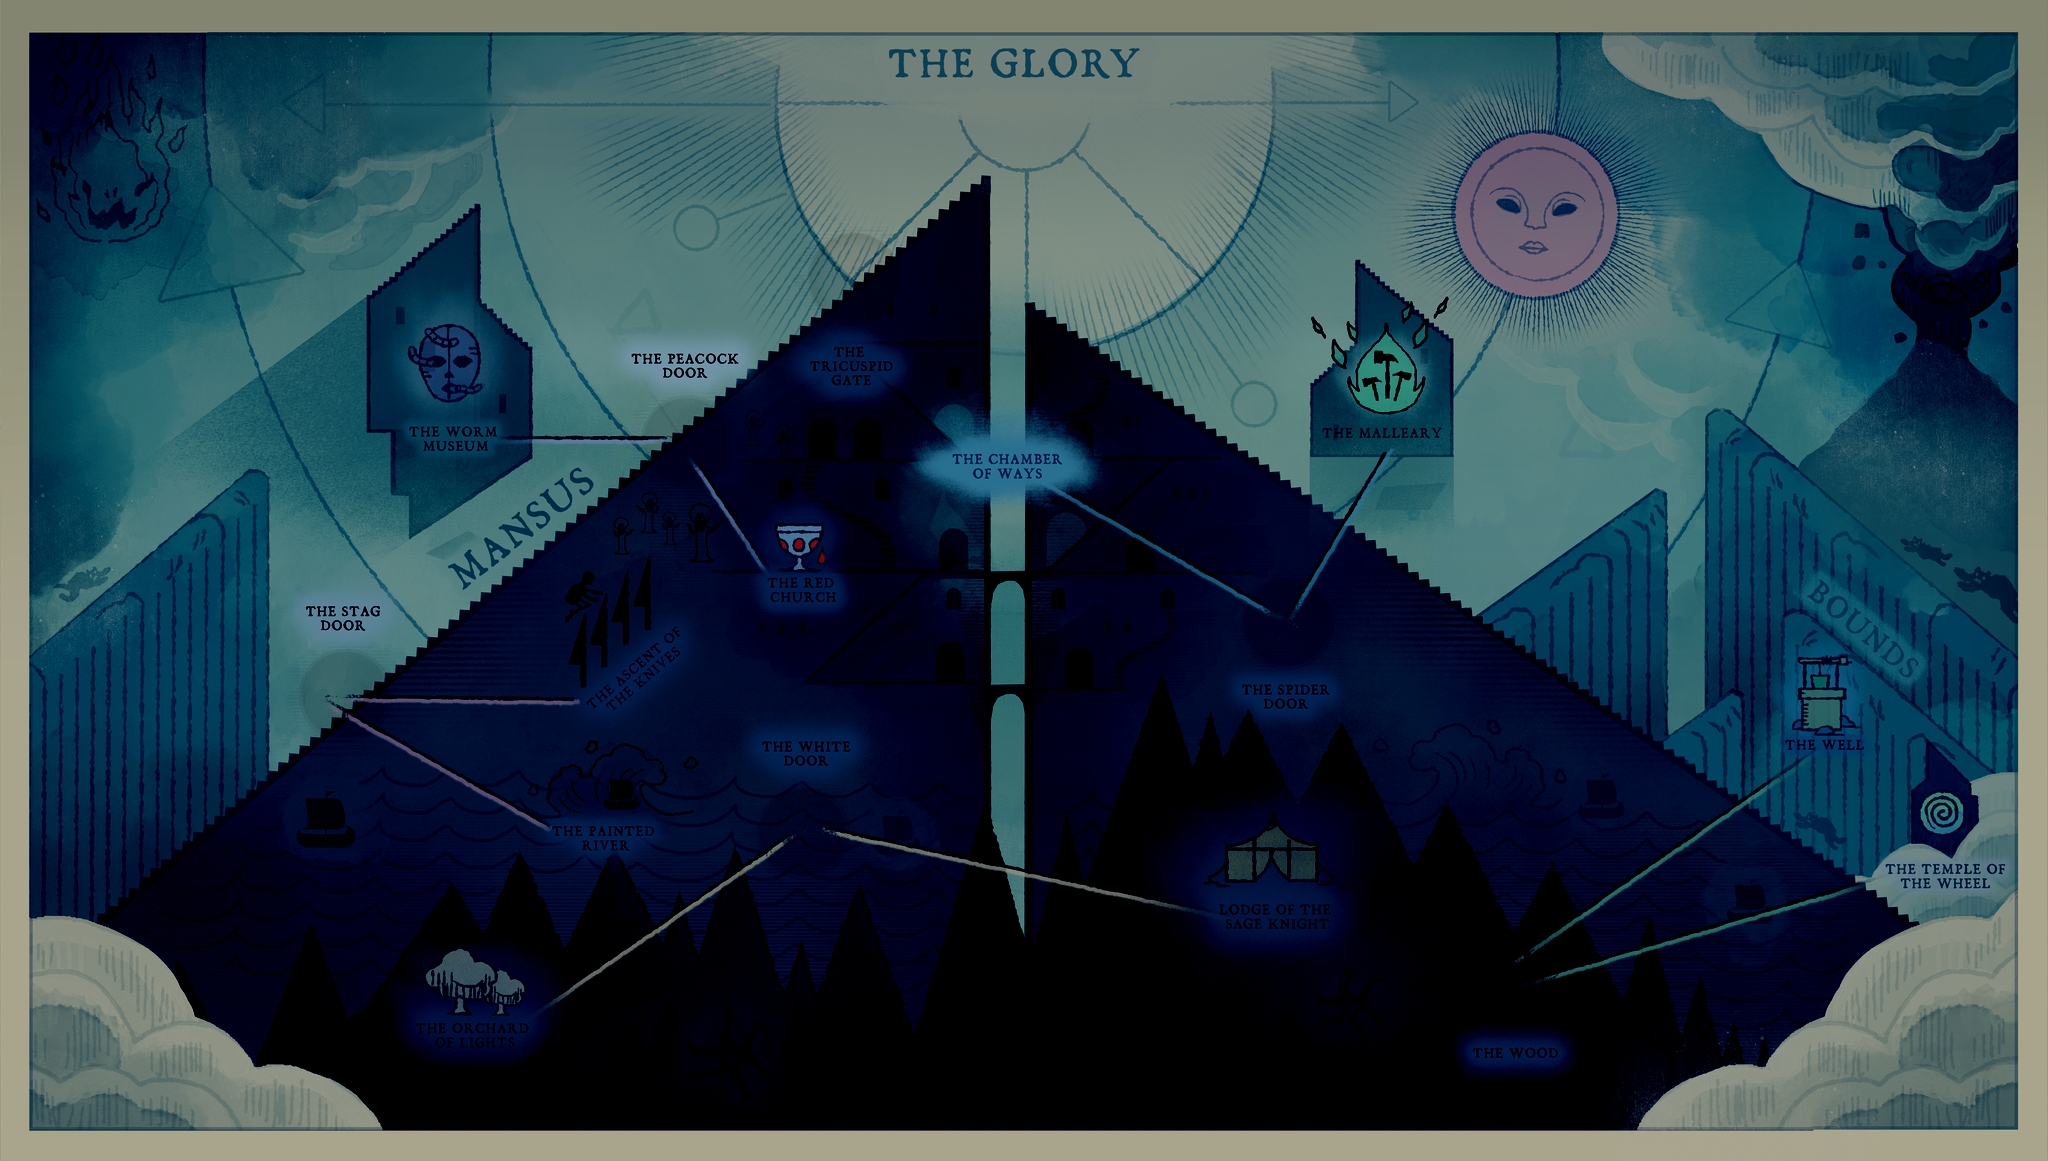 THE GLORY
THE PEACOCK
DOOR
THE
TRICUSPID
GATE
THE WORM
MUSEUM
THE MALLEARY
THE CHAMBER
OF WAYS
MANSUS
THE RED
CHURCH
THE STAG
DOOR
THE ASCENT OF
THE KNIVES
BOUNDS
THE SPIDER
DOOR
THE WHITE
DOOR
THE WELL
THE PAINTED
RIVER
THE TEMPLE OF
THE WHEEL
LODGE OF THE
SAGE KNIGHT
THE ORCHARD
OF LIGHTS
THE WOOD